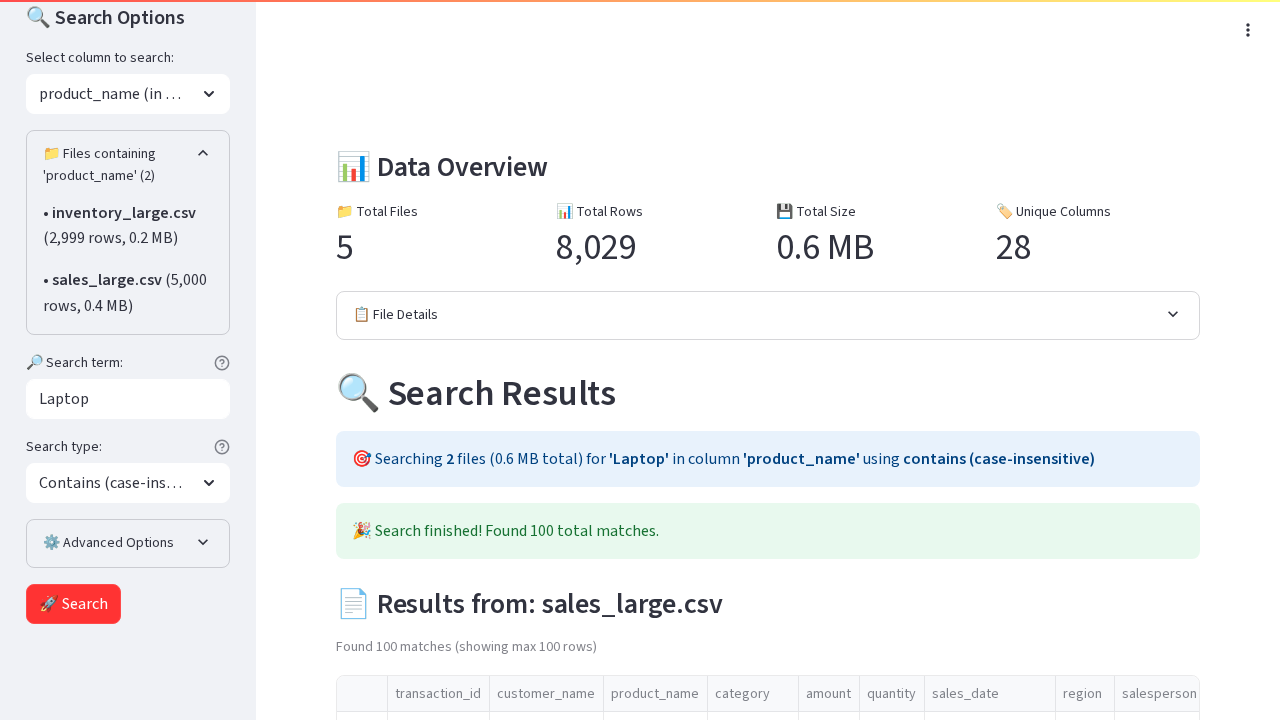 🔍 Search Options
Select column to search:
product_name (in …
📁 Files containing
'product_name' (2)
• inventory_large.csv
(2,999 rows, 0.2 MB)
• sales_large.csv (5,000
rows, 0.4 MB)
🔎 Search term:
Laptop
Search type:
Contains (case-ins…
⚙️ Advanced Options
🚀 Search
📊 Data Overview
📁 Total Files
5
📊 Total Rows
8,029
💾 Total Size
0.6 MB
🏷️ Unique Columns
28
📋 File Details
🔍 Search Results
🎯 Searching 2 files (0.6 MB total) for 'Laptop' in column 'product_name' using contains (case-insensitive)
🎉 Search finished! Found 100 total matches.
📄 Results from: sales_large.csv
Found 100 matches (showing max 100 rows)
transaction_id customer_name product_name category amount quantity sales_date region salesperson